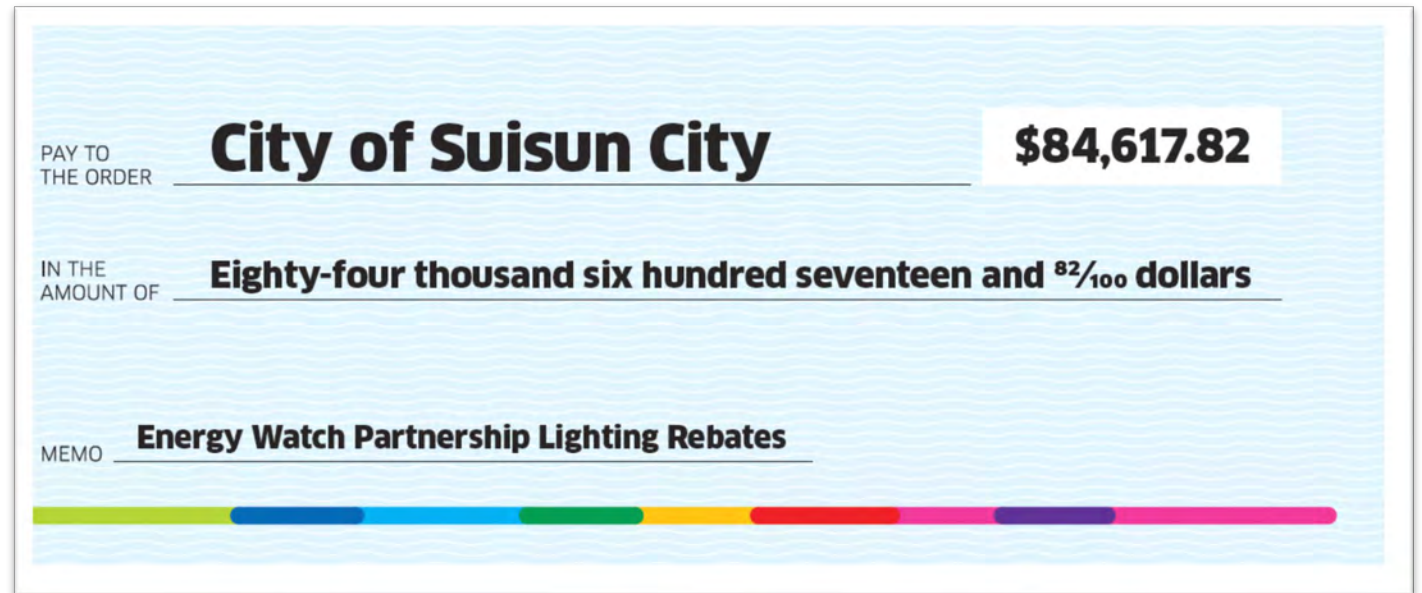 PAY TO
THE ORDER
City of Suisun City
$84,617.82
IN THE
AMOUNT OF
Eighty-four thousand six hundred seventeen and ⁸²⁄₁₀₀ dollars
MEMO
Energy Watch Partnership Lighting Rebates